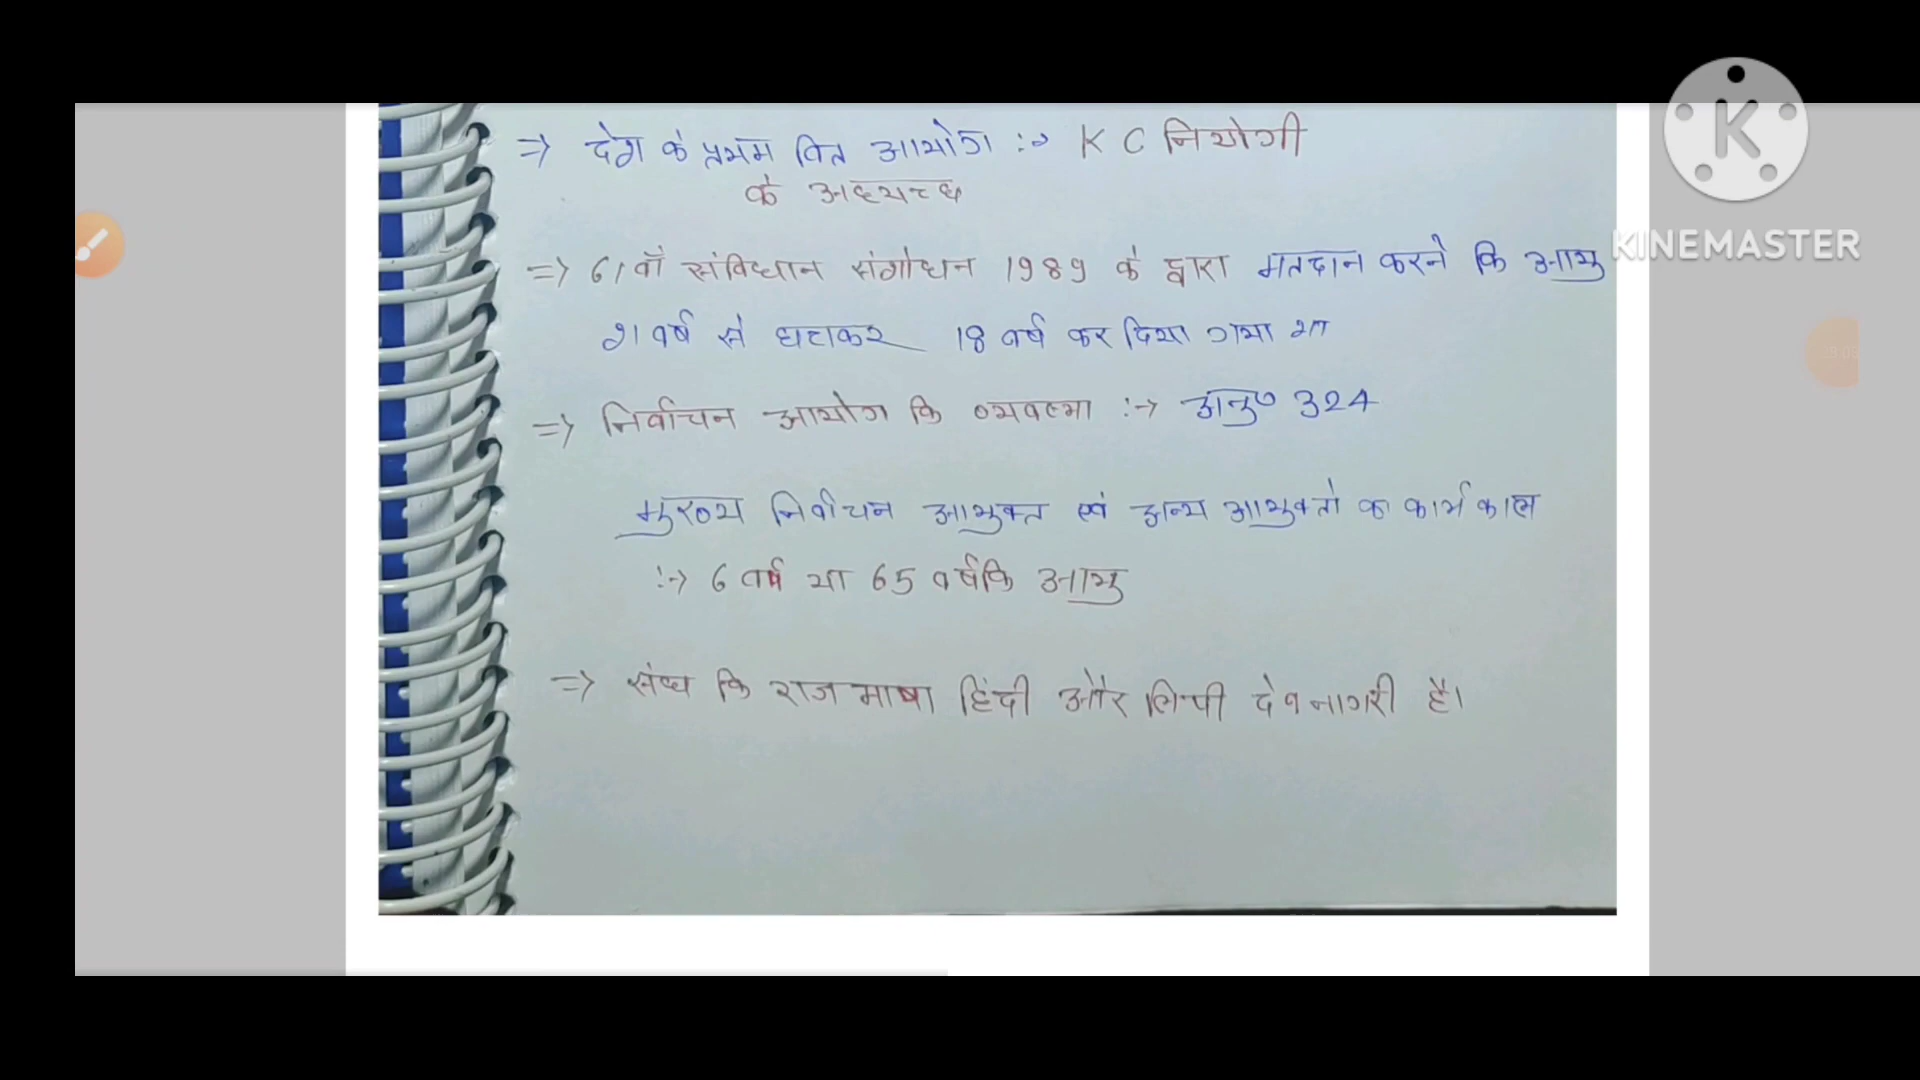 ⇒ देश के प्रथम वित आयोग :→ K C नियोगी
के अध्यच्छ
⇒ 61वाँ संविधान संशोधन 1989 के द्वारा मतदान करने कि आयु
21 वर्ष से घटाकर 18 वर्ष कर दिया गया था
⇒ निर्वाचन आयोग कि व्यवस्था :→ अनु० 324
मुख्य निर्वाचन आयुक्त एवं अन्य आयुक्तो का कार्यकाल
:→ 6 वर्ष या 65 वर्ष कि आयु
⇒ संघ कि राजभाषा हिंदी और लिपी देवनागरी है।
K
KINEMASTER